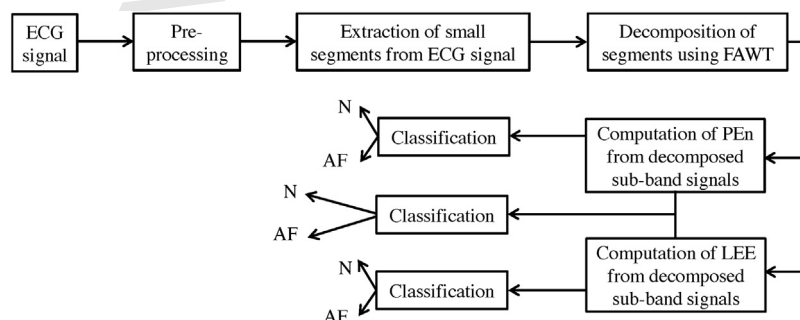 ECG
signal
Pre-
processing
Extraction of small
segments from ECG signal
Decomposition of
segments using FAWT
N
AF
Classification
Computation of PEn
from decomposed
sub-band signals
N
AF
Classification
Computation of LEE
from decomposed
sub-band signals
N
AF
Classification